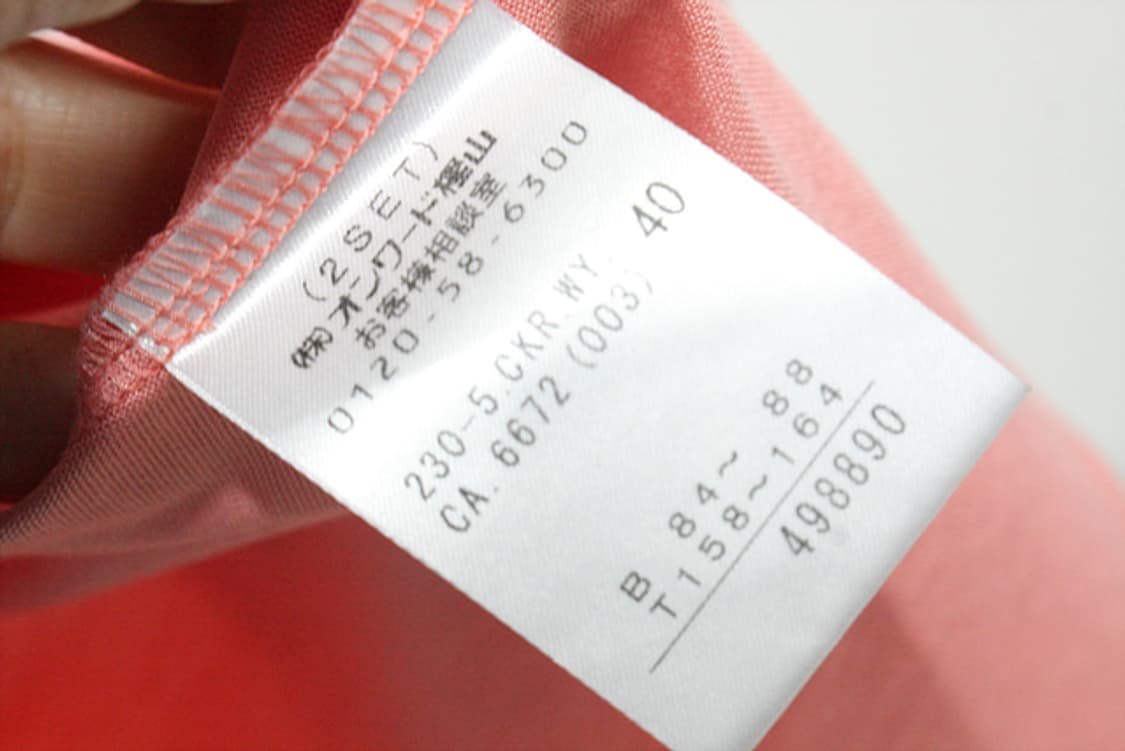 (2SET)
㈱オンワード樫山
お客様相談室
0120-58-6300
230-5.CKR.WY. 40
CA. 6672 (003)
B 84~ 88
T158~164
498890